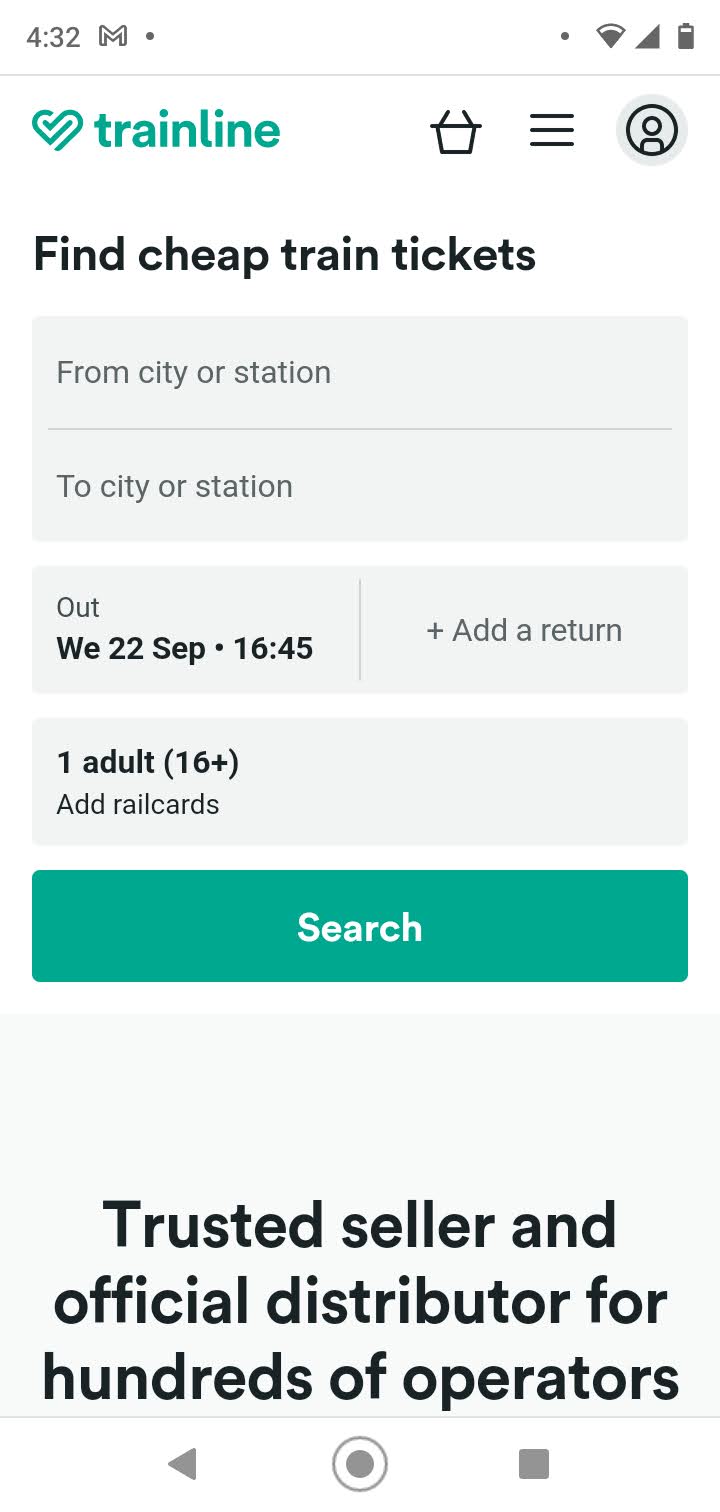 4:32
trainline
Find cheap train tickets
From city or station
To city or station
Out
We 22 Sep • 16:45
+ Add a return
1 adult (16+)
Add railcards
Search
Trusted seller and
official distributor for
hundreds of operators